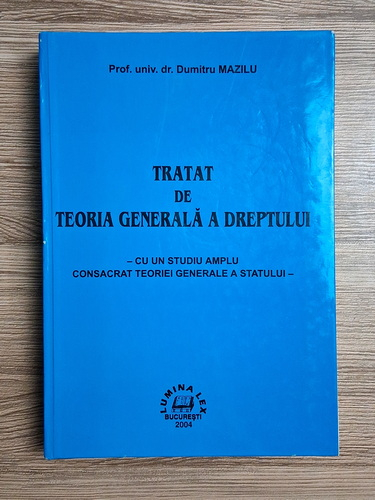 Prof. univ. dr. Dumitru MAZILU
TRATAT
DE
TEORIA GENERALĂ A DREPTULUI
– CU UN STUDIU AMPLU
CONSACRAT TEORIEI GENERALE A STATULUI –
LUMINA LEX
BUCUREŞTI
2004